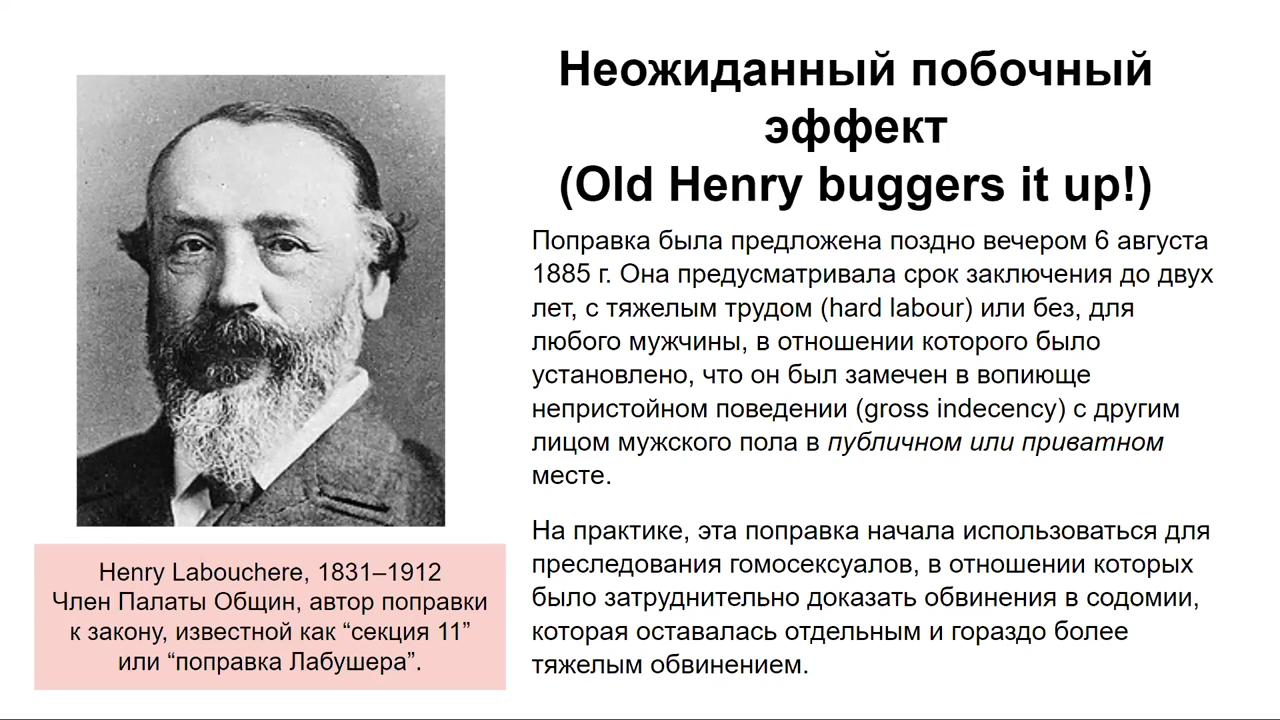 Неожиданный побочный
эффект
(Old Henry buggers it up!)
Поправка была предложена поздно вечером 6 августа
1885 г. Она предусматривала срок заключения до двух
лет, с тяжелым трудом (hard labour) или без, для
любого мужчины, в отношении которого было
установлено, что он был замечен в вопиюще
непристойном поведении (gross indecency) с другим
лицом мужского пола в публичном или приватном
месте.
На практике, эта поправка начала использоваться для
преследования гомосексуалов, в отношении которых
было затруднительно доказать обвинения в содомии,
которая оставалась отдельным и гораздо более
тяжелым обвинением.
Henry Labouchere, 1831–1912
Член Палаты Общин, автор поправки
к закону, известной как “секция 11”
или “поправка Лабушера”.